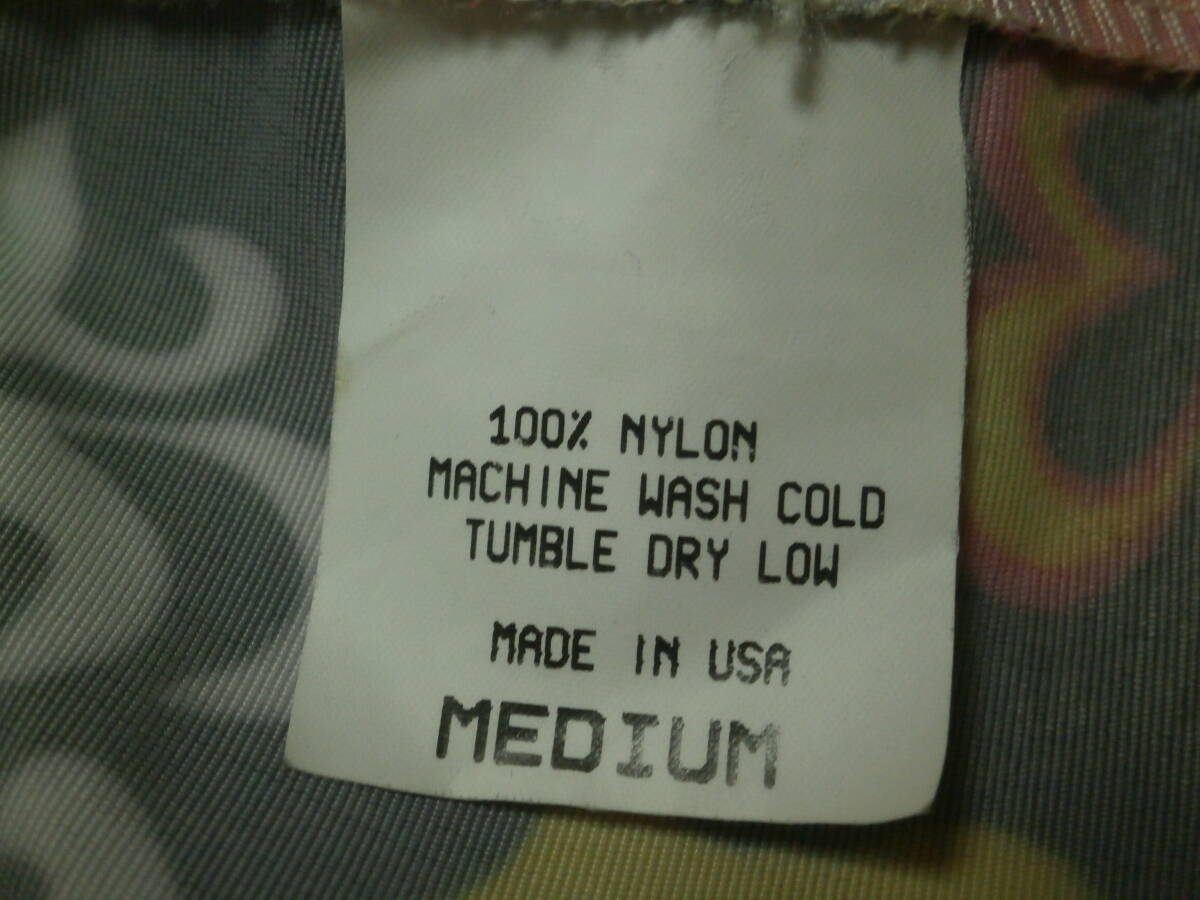 100% NYLON
MACHINE WASH COLD
TUMBLE DRY LOW
MADE IN USA
MEDIUM